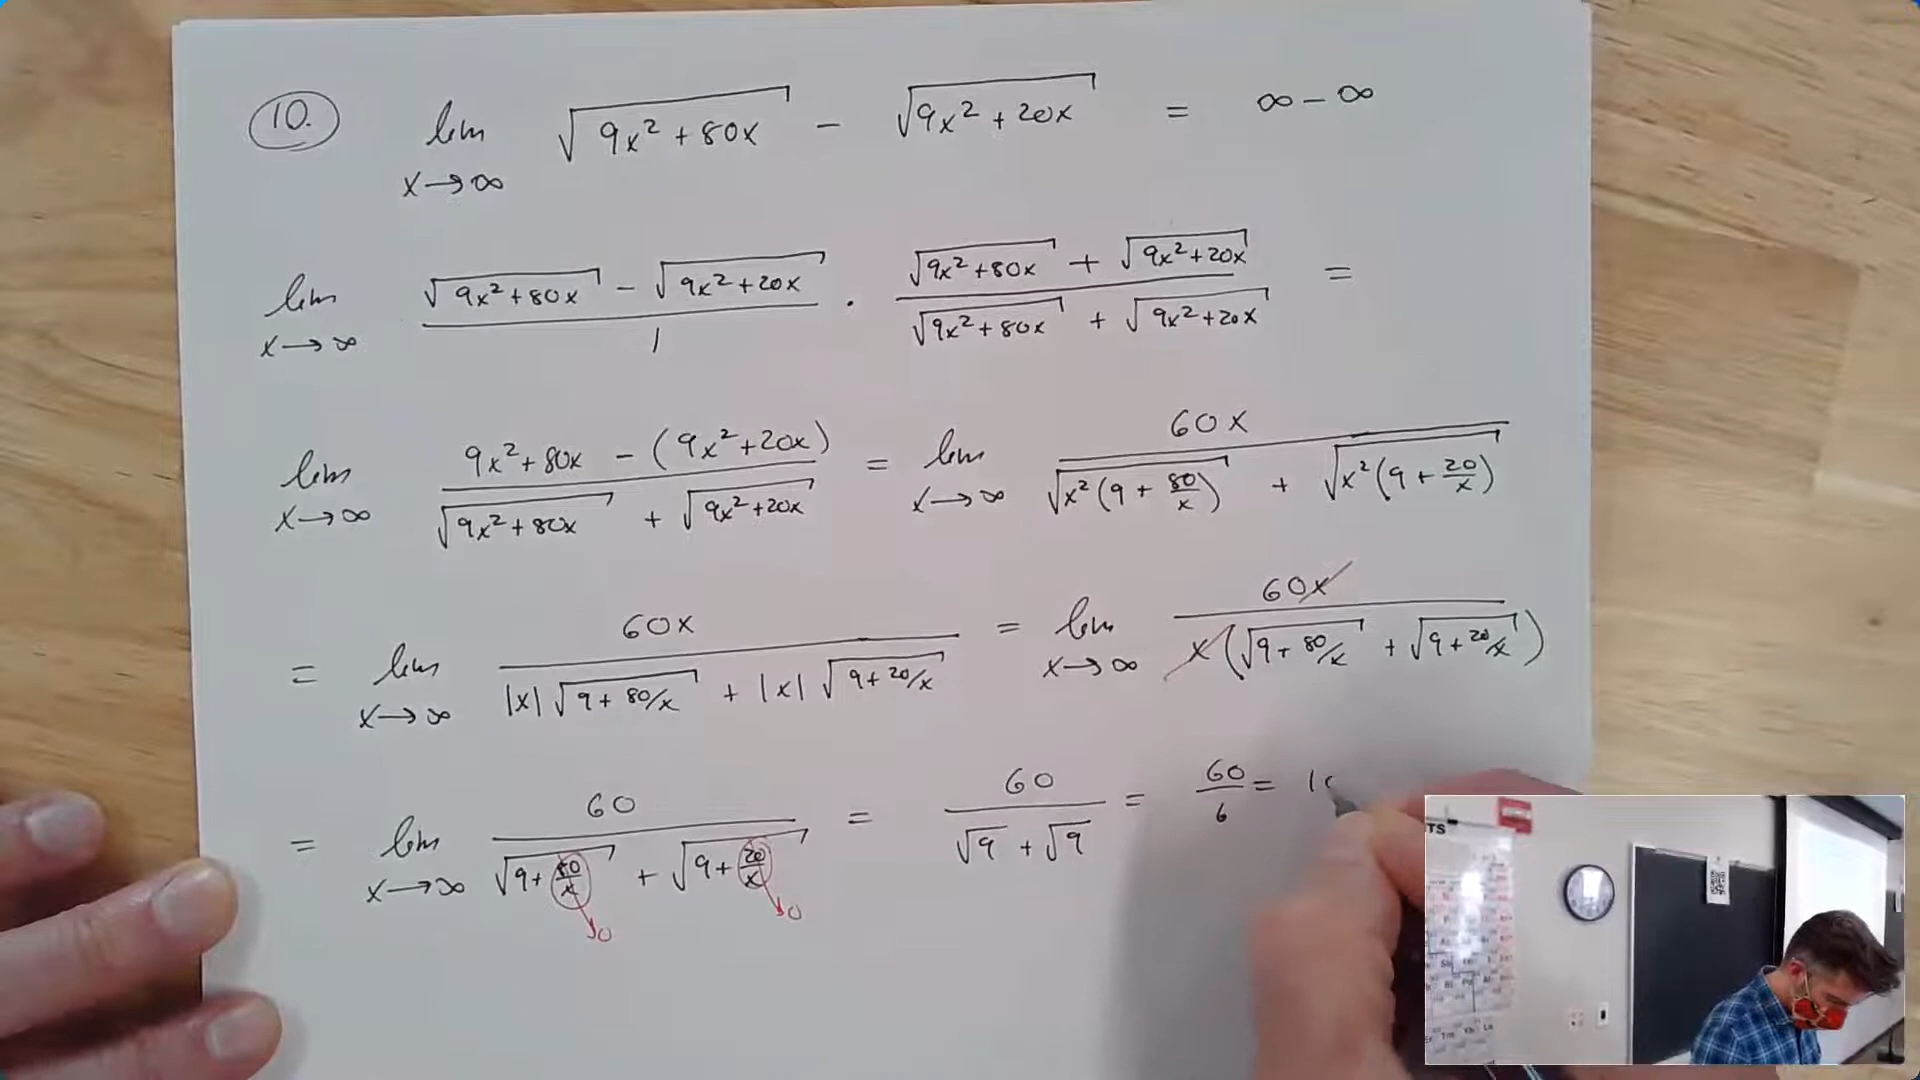 10. lim x→∞ √(9x² + 80x) − √(9x² + 20x) = ∞ − ∞
lim x→∞ (√(9x² + 80x) − √(9x² + 20x))/1 · (√(9x² + 80x) + √(9x² + 20x))/(√(9x² + 80x) + √(9x² + 20x)) =
lim x→∞ (9x² + 80x − (9x² + 20x))/(√(9x² + 80x) + √(9x² + 20x)) = lim x→∞ 60x/(√(x²(9 + 80/x)) + √(x²(9 + 20/x)))
= lim x→∞ 60x/(|x|√(9 + 80/x) + |x|√(9 + 20/x)) = lim x→∞ 60x/(x(√(9 + 80/x) + √(9 + 20/x)))
= lim x→∞ 60/(√(9 + 80/x) + √(9 + 20/x)) = 60/(√9 + √9) = 60/6 = 10
→0 →0
TS